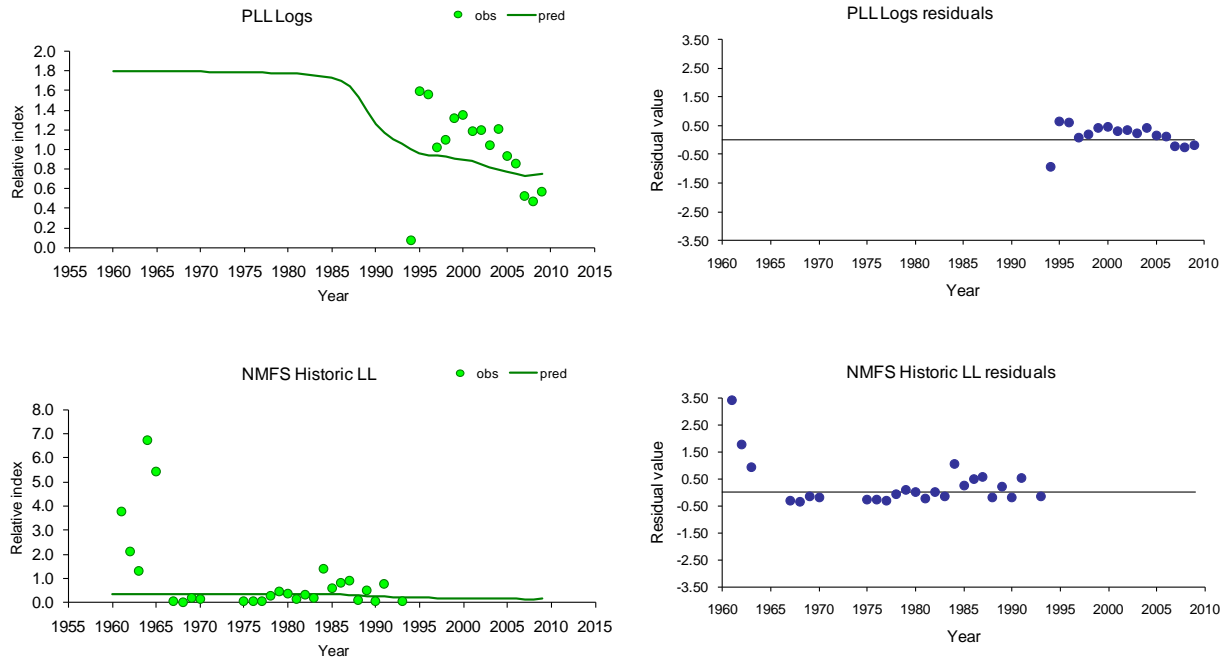 PLL Logs
obs
pred
2.0
1.8
1.6
1.4
1.2
1.0
0.8
0.6
0.4
0.2
0.0
Relative index
1955 1960 1965 1970 1975 1980 1985 1990 1995 2000 2005 2010 2015
Year
PLL Logs residuals
3.50
2.50
1.50
0.50
-0.50
-1.50
-2.50
-3.50
Residual value
1960 1965 1970 1975 1980 1985 1990 1995 2000 2005 2010
Year
NMFS Historic LL
obs
pred
8.0
7.0
6.0
5.0
4.0
3.0
2.0
1.0
0.0
Relative index
1955 1960 1965 1970 1975 1980 1985 1990 1995 2000 2005 2010 2015
Year
NMFS Historic LL residuals
3.50
2.50
1.50
0.50
-0.50
-1.50
-2.50
-3.50
Residual value
1960 1965 1970 1975 1980 1985 1990 1995 2000 2005 2010
Year